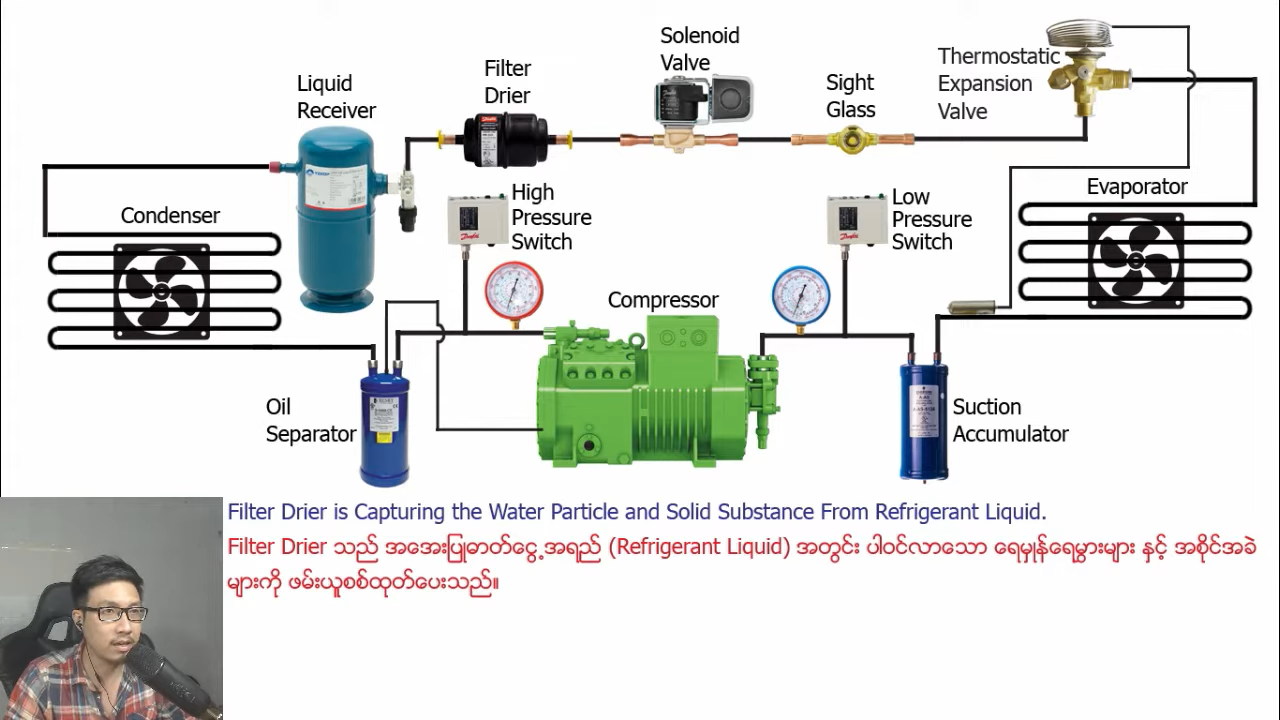 Solenoid
Valve
Thermostatic
Expansion
Valve
Filter
Drier
Liquid
Receiver
Sight
Glass
High
Pressure
Switch
Low
Pressure
Switch
Evaporator
Condenser
Compressor
Oil
Separator
Suction
Accumulator
Danfoss
Filter Drier is Capturing the Water Particle and Solid Substance From Refrigerant Liquid.
Filter Drier သည် အအေးပြုဓာတ်ငွေ့အရည် (Refrigerant Liquid) အတွင်း ပါဝင်လာသော ရေမှုန်ရေမွှားများ နှင့် အစိုင်အခဲ
များကို ဖမ်းယူစစ်ထုတ်ပေးသည်။